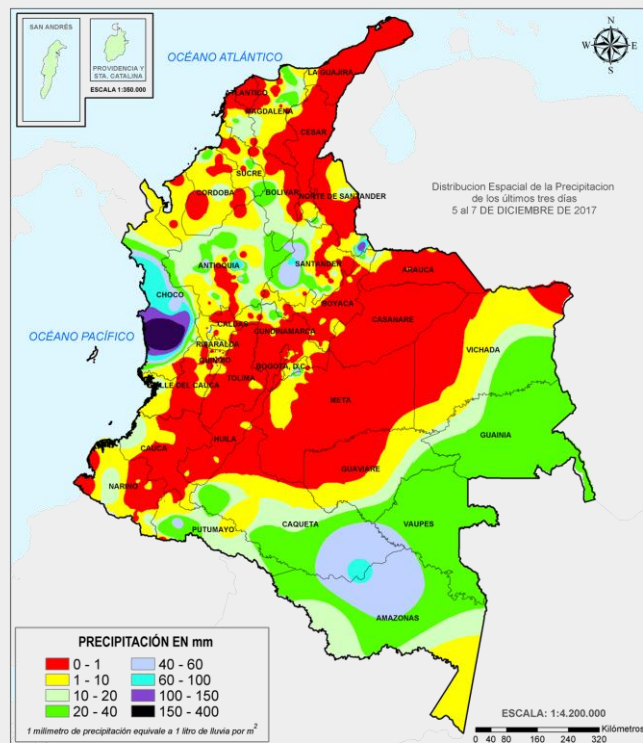 SAN ANDRÉS
PROVIDENCIA Y
STA. CATALINA
ESCALA 1:350.000
OCÉANO ATLÁNTICO
N
W E
S
LA GUAJIRA
ATLANTICO
MAGDALENA
CESAR
SUCRE
CORDOBA
BOLIVAR
NORTE DE SANTANDER
Distribucion Espacial de la Precipitacion
de los últimos tres días
5 al 7 DE DICIEMBRE DE 2017
ANTIOQUIA
SANTANDER
ARAUCA
CHOCO
BOYACA
CASANARE
OCÉANO PACÍFICO
CALDAS
CUNDINAMARCA
RISARALDA
VICHADA
QUINDIO
BOGOTA, D.C.
VALLE DEL CAUCA
TOLIMA
META
GUAINIA
CAUCA
HUILA
GUAVIARE
NARIÑO
CAQUETA
VAUPES
PUTUMAYO
AMAZONAS
PRECIPITACIÓN EN mm
0 - 1 40 - 60
1 - 10 60 - 100
10 - 20 100 - 150
20 - 40 150 - 400
1 milimetro de precipitación equivale a 1 litro de lluvia por m²
ESCALA: 1:4.200.000
Kilómetros
0 40 80 160 240 320